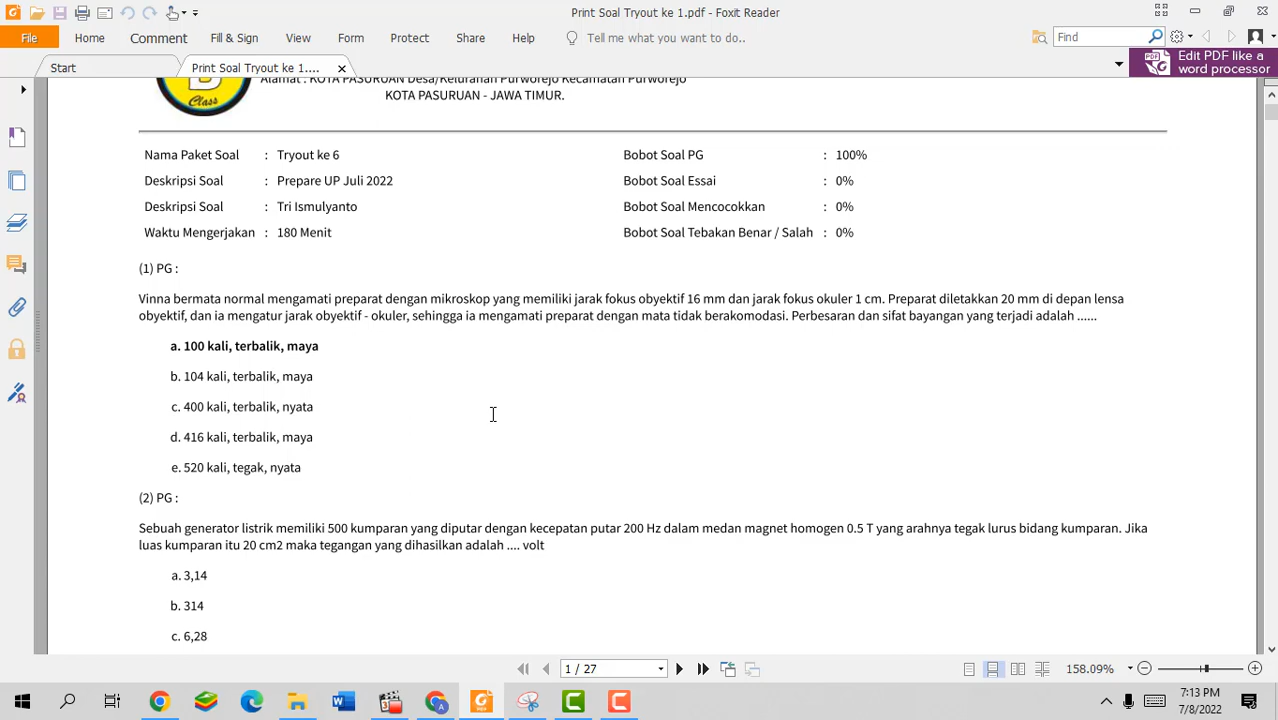 Print Soal Tryout ke 1.pdf - Foxit Reader
File Home Comment Fill & Sign View Form Protect Share Help Tell me what you want to do.. Find
Start Print Soal Tryout ke 1.... Edit PDF like a
word processor
B
Class
Alamat : KOTA PASURUAN Desa/Kelurahan Purworejo Kecamatan Purworejo
KOTA PASURUAN - JAWA TIMUR.
Nama Paket Soal : Tryout ke 6 Bobot Soal PG : 100%
Deskripsi Soal : Prepare UP Juli 2022 Bobot Soal Essai : 0%
Deskripsi Soal : Tri Ismulyanto Bobot Soal Mencocokkan : 0%
Waktu Mengerjakan : 180 Menit Bobot Soal Tebakan Benar / Salah : 0%
(1) PG :
Vinna bermata normal mengamati preparat dengan mikroskop yang memiliki jarak fokus obyektif 16 mm dan jarak fokus okuler 1 cm. Preparat diletakkan 20 mm di depan lensa
obyektif, dan ia mengatur jarak obyektif - okuler, sehingga ia mengamati preparat dengan mata tidak berakomodasi. Perbesaran dan sifat bayangan yang terjadi adalah ......
a. 100 kali, terbalik, maya
b. 104 kali, terbalik, maya
c. 400 kali, terbalik, nyata
d. 416 kali, terbalik, maya
e. 520 kali, tegak, nyata
(2) PG :
Sebuah generator listrik memiliki 500 kumparan yang diputar dengan kecepatan putar 200 Hz dalam medan magnet homogen 0.5 T yang arahnya tegak lurus bidang kumparan. Jika
luas kumparan itu 20 cm2 maka tegangan yang dihasilkan adalah .... volt
a. 3,14
b. 314
c. 6,28
1 / 27 158.09%
7:13 PM
7/8/2022